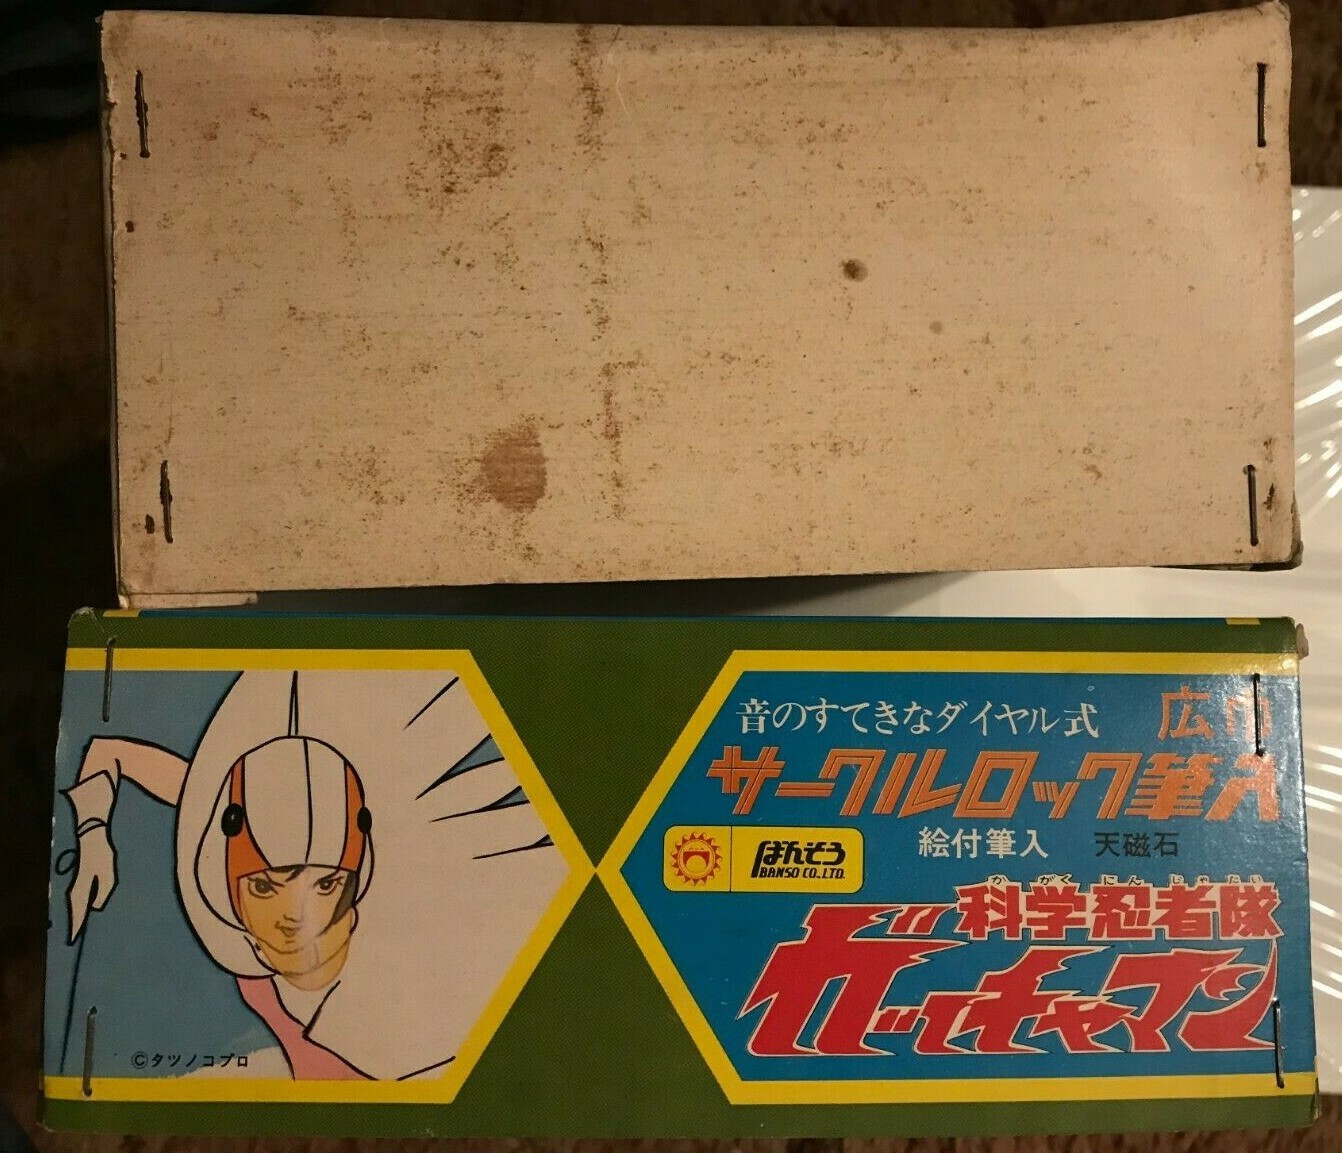 音のすてきなダイヤル式
広巾
サークルロック筆入
ばんそう
BANSO CO.,LTD.
絵付筆入 天磁石
かがくにんじゃたい
科学忍者隊
ガッチャマン
©タツノコプロ